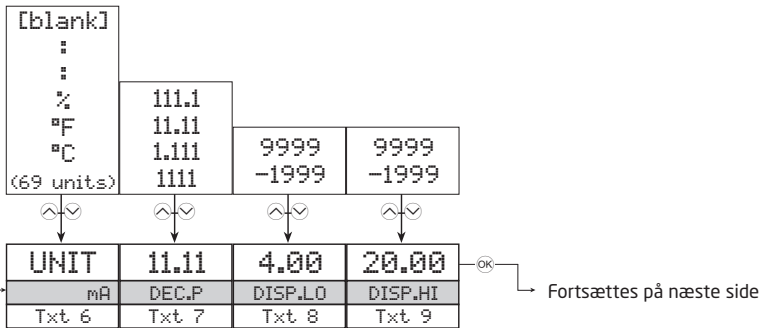 [blank]
:
:
%
°F
°C
(69 units)
111.1
11.11
1.111
1111
9999
-1999
9999
-1999
UNIT 11.11 4.00 20.00 OK
mA DEC.P DISP.LO DISP.HI Fortsættes på næste side
Txt 6 Txt 7 Txt 8 Txt 9